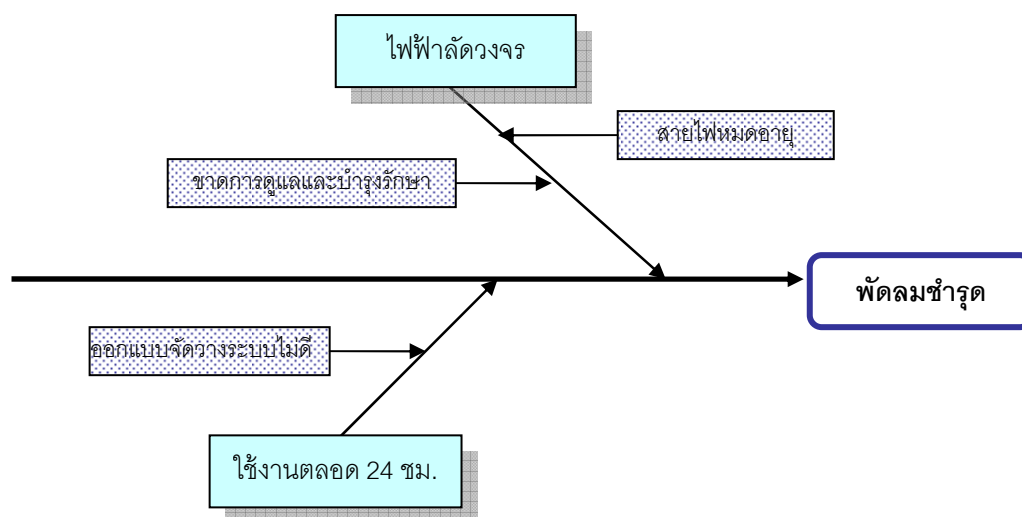 ไฟฟ้าลัดวงจร
สายไฟหมดอายุ
ขาดการดูแลและบำรุงรักษา
พัดลมชำรุด
ออกแบบจัดวางระบบไม่ดี
ใช้งานตลอด 24 ชม.